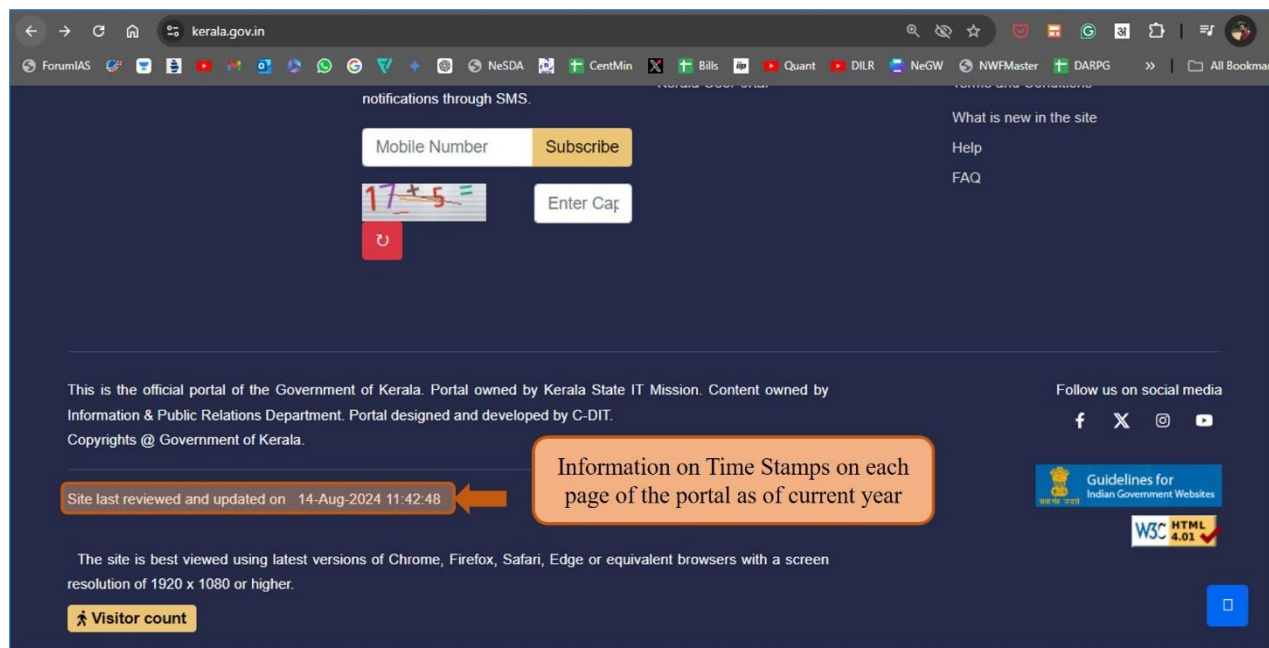 kerala.gov.in
ForumIAS
NeSDA
CentMin
Bills
Quant
DILR
NeGW
NWFMaster
DARPG
»
All Bookma
notifications through SMS.
Mobile Number
Subscribe
17+5=
Enter Cap
What is new in the site
Help
FAQ
This is the official portal of the Government of Kerala. Portal owned by Kerala State IT Mission. Content owned by
Information & Public Relations Department. Portal designed and developed by C-DIT.
Copyrights @ Government of Kerala.
Follow us on social media
Site last reviewed and updated on 14-Aug-2024 11:42:48
Information on Time Stamps on each
page of the portal as of current year
Guidelines for
Indian Government Websites
W3C HTML
4.01
The site is best viewed using latest versions of Chrome, Firefox, Safari, Edge or equivalent browsers with a screen
resolution of 1920 x 1080 or higher.
Visitor count